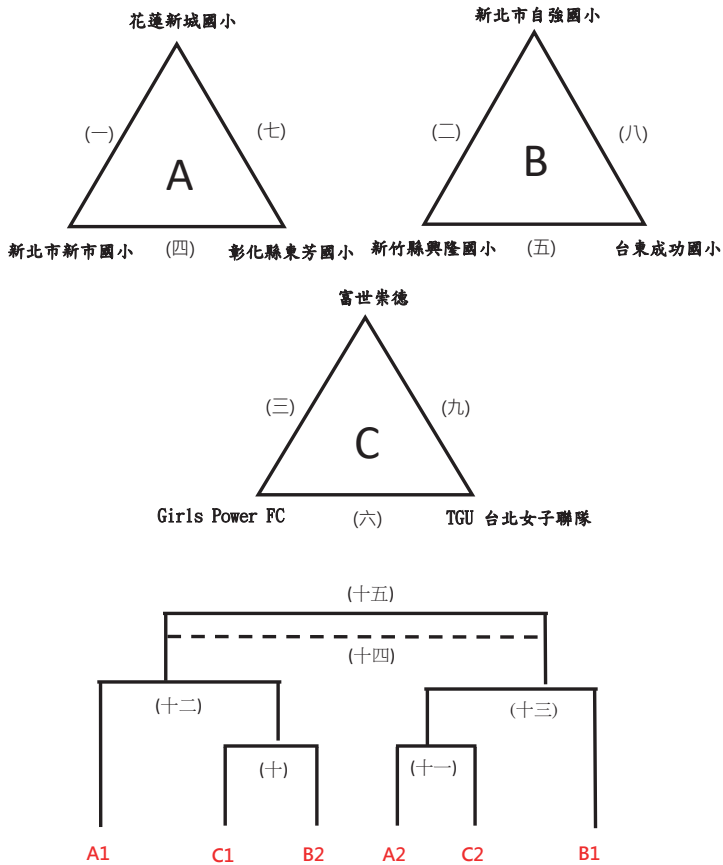 花蓮新城國小
新北市自強國小
(一)
(七)
(二)
(八)
A
B
新北市新市國小
(四)
彰化縣東芳國小
新竹縣興隆國小
(五)
台東成功國小
富世崇德
(三)
(九)
C
Girls Power FC
(六)
TGU 台北女子聯隊
(十五)
(十四)
(十二)
(十三)
(十)
(十一)
A1
C1
B2
A2
C2
B1